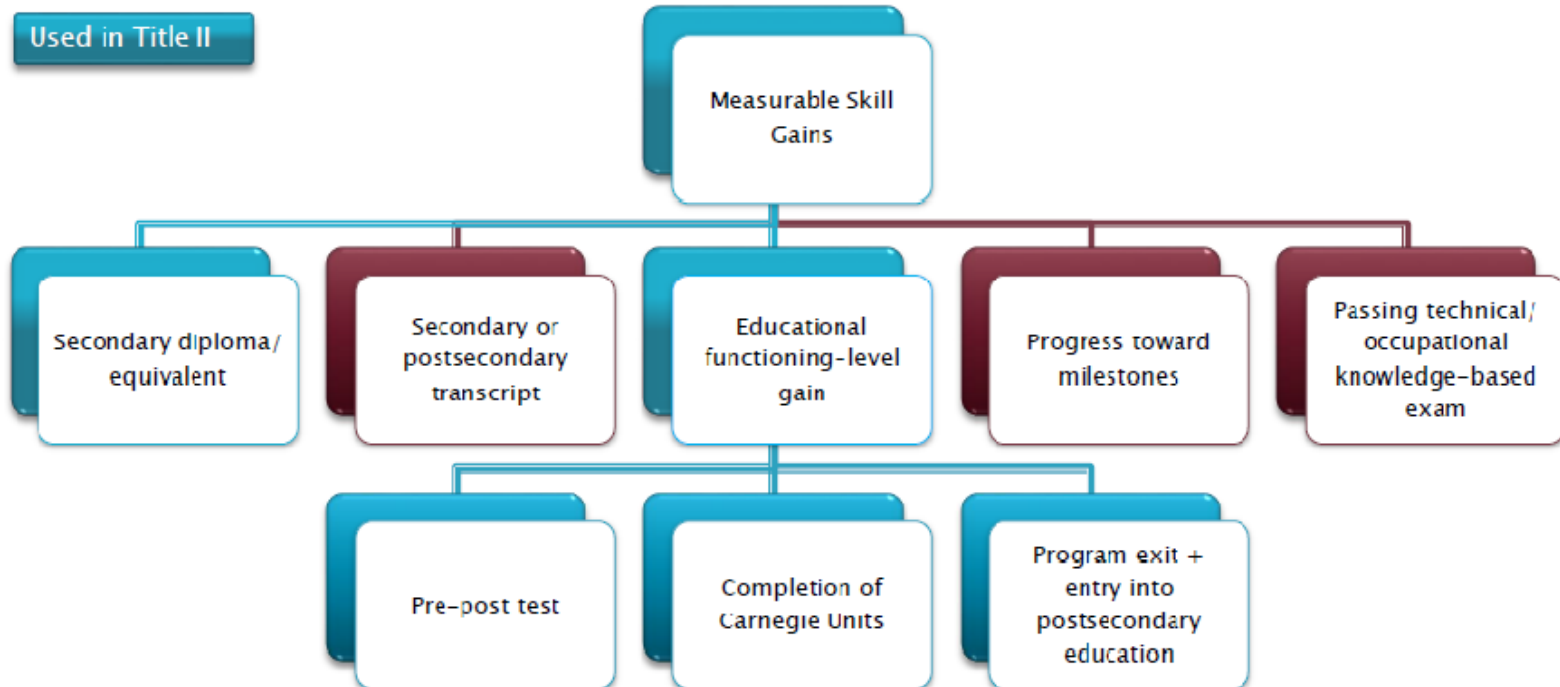 Used in Title II
Measurable Skill
Gains
Secondary diploma/
equivalent
Secondary or
postsecondary
transcript
Educational
functioning-level
gain
Progress toward
milestones
Passing technical/
occupational
knowledge-based
exam
Pre-post test
Completion of
Carnegie Units
Program exit +
entry into
postsecondary
education